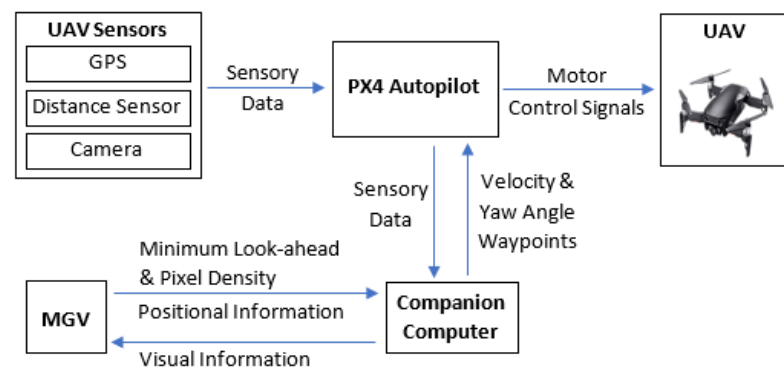 UAV Sensors
GPS
Distance Sensor
Camera
Sensory
Data
PX4 Autopilot
Motor
Control Signals
UAV
Sensory
Data
Velocity &
Yaw Angle
Waypoints
Minimum Look-ahead
& Pixel Density
Positional Information
MGV
Visual Information
Companion
Computer